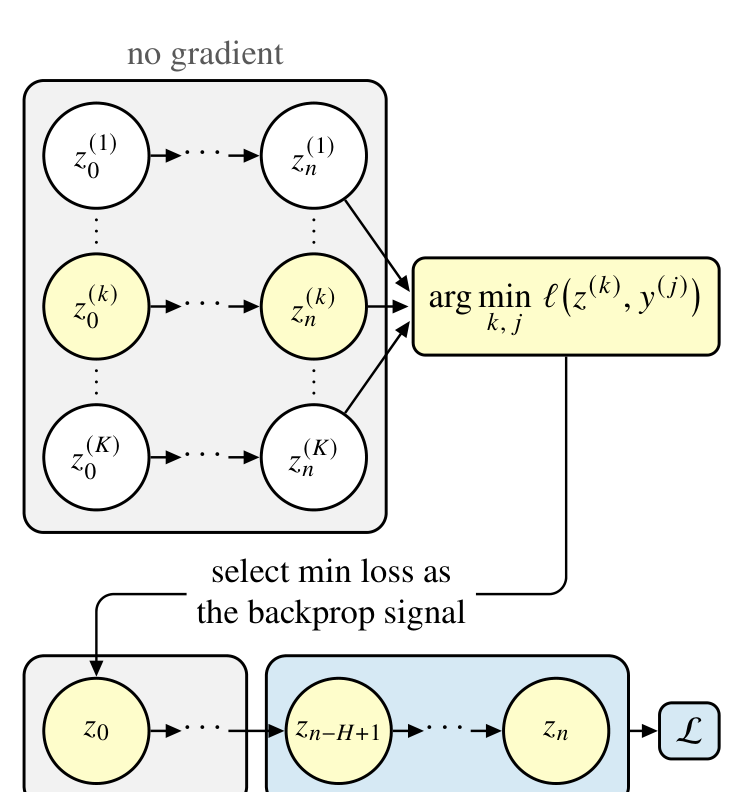 no gradient
z_0^{(1)} · · · z_n^{(1)}
z_0^{(k)} · · · z_n^{(k)}
arg min_{k, j} ℓ(z^{(k)}, y^{(j)})
z_0^{(K)} · · · z_n^{(K)}
select min loss as
the backprop signal
z_0 · · · z_{n−H+1} · · · z_n ℒ